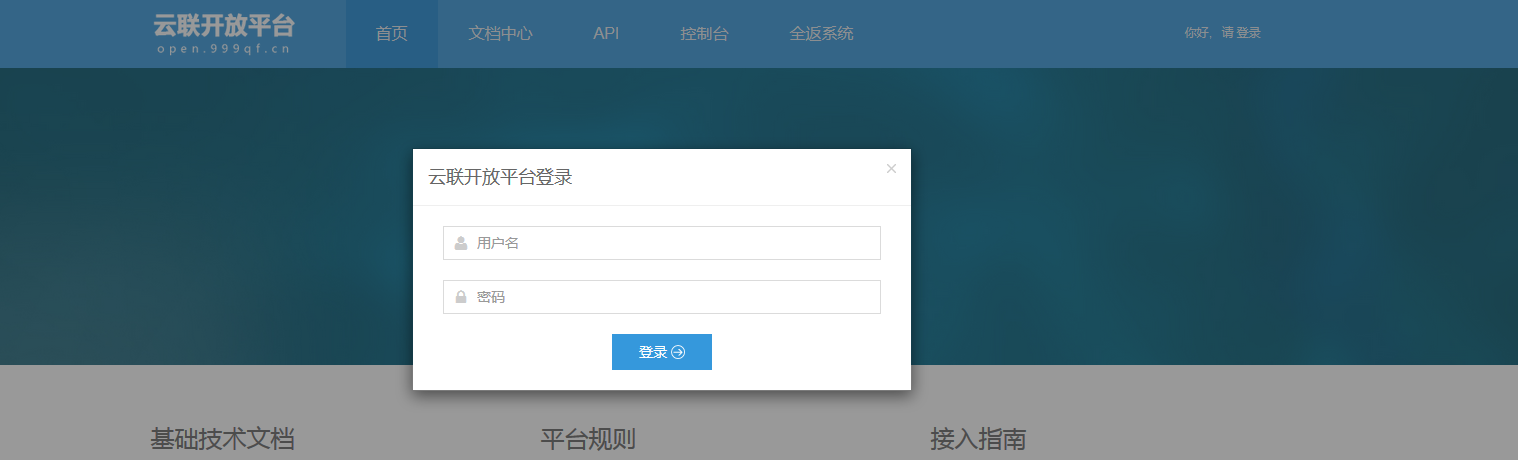 云联开放平台
open.999qf.cn
首页
文档中心
API
控制台
全返系统
你好，请 登录
云联开放平台登录
×
用户名
密码
登录
基础技术文档
平台规则
接入指南